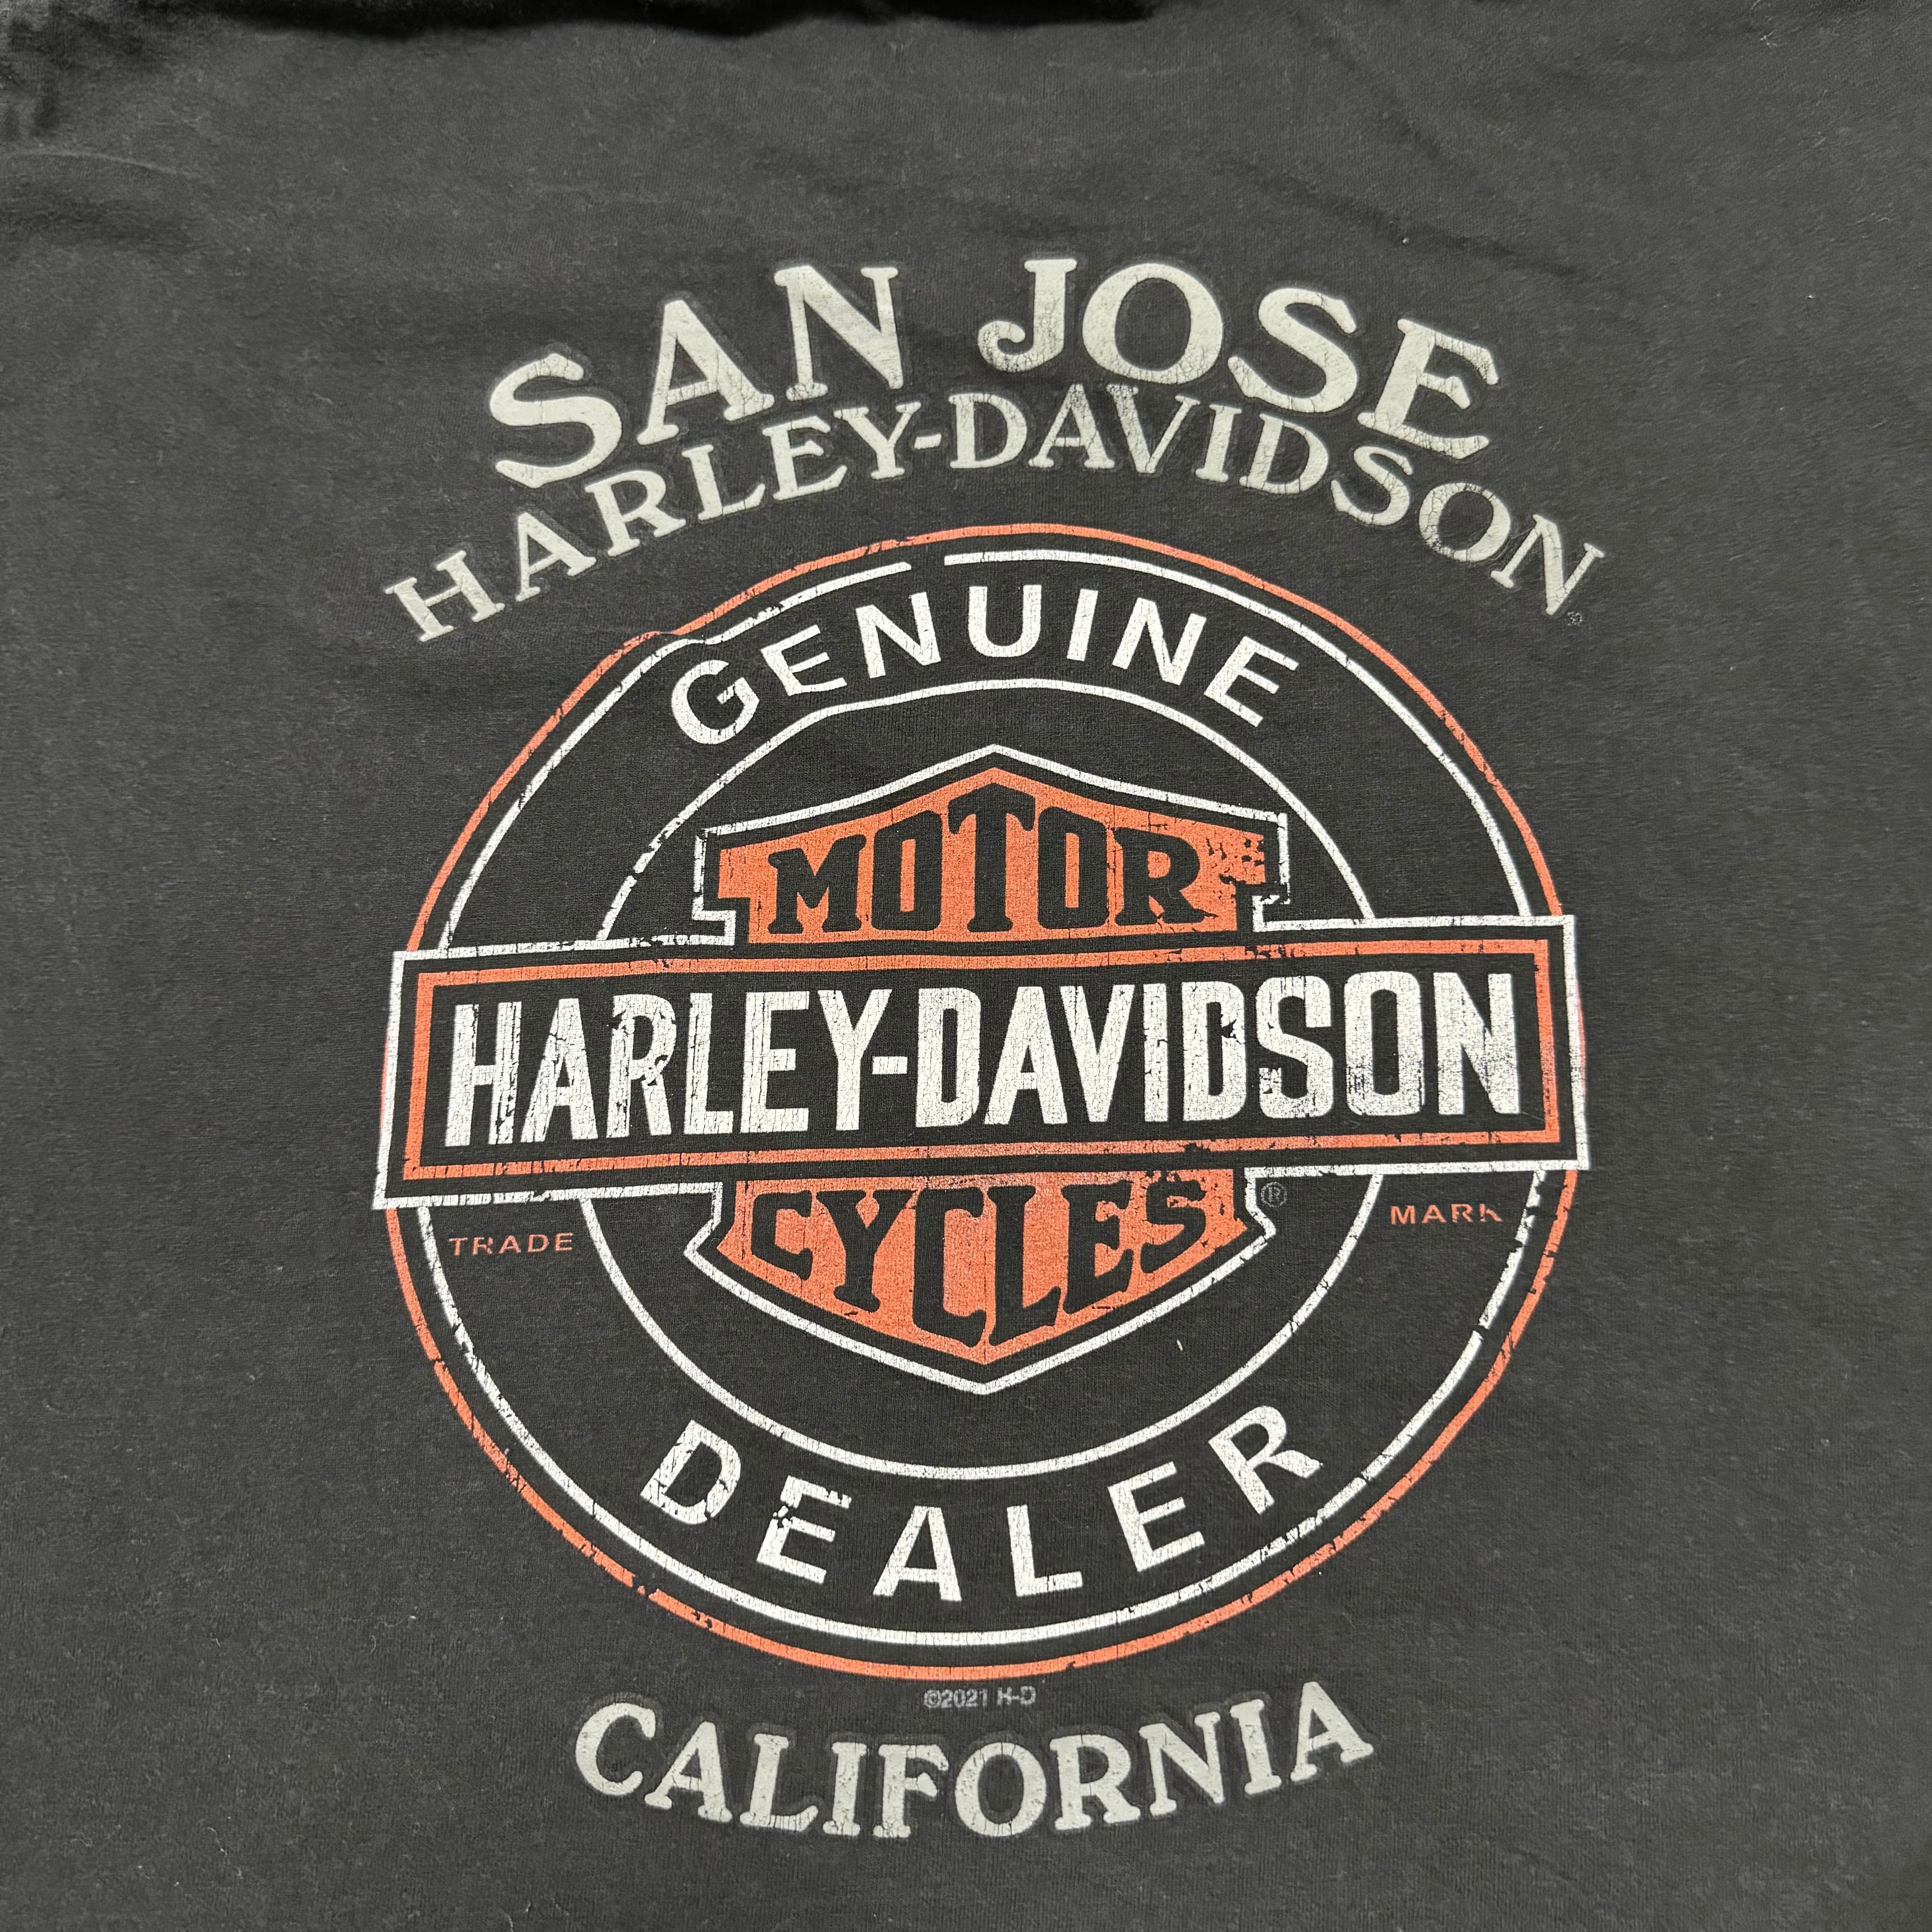 SAN JOSE
HARLEY-DAVIDSON®
GENUINE
MOTOR
HARLEY-DAVIDSON
CYCLES®
TRADE MARK
DEALER
©2021 H-D
CALIFORNIA